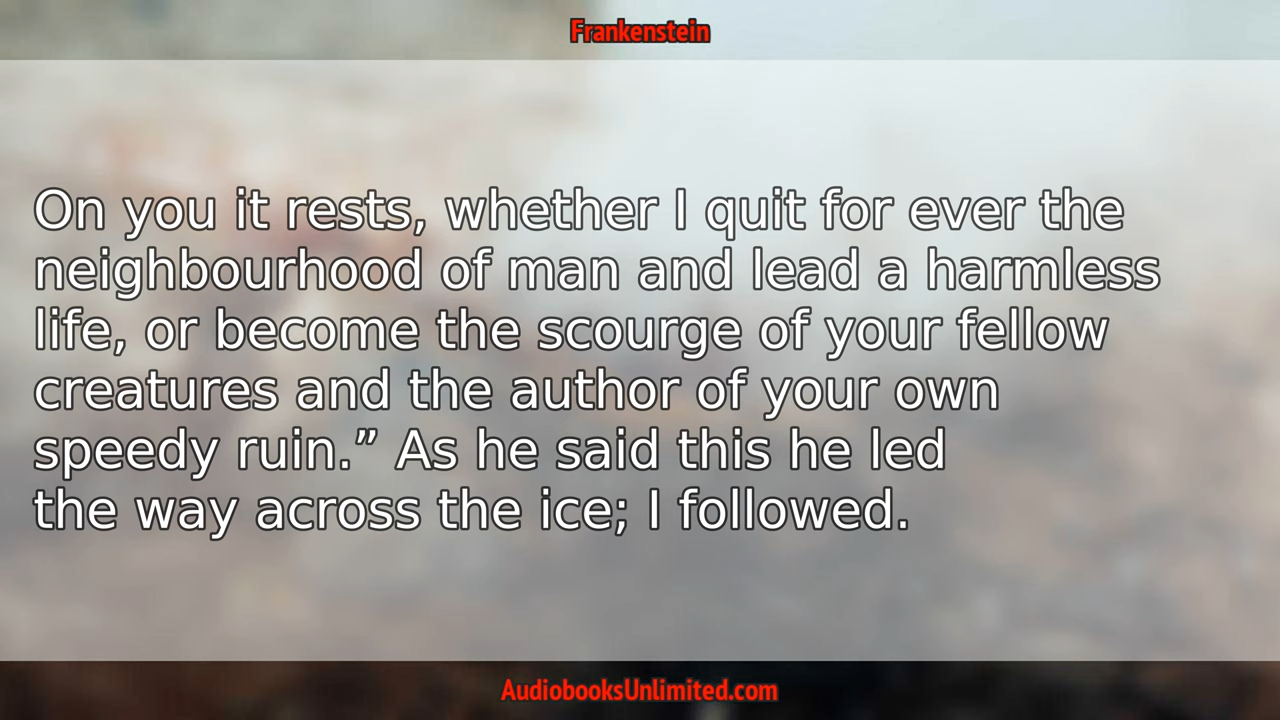 Frankenstein
On you it rests, whether I quit for ever the
neighbourhood of man and lead a harmless
life, or become the scourge of your fellow
creatures and the author of your own
speedy ruin.” As he said this he led
the way across the ice; I followed.
AudiobooksUnlimited.com